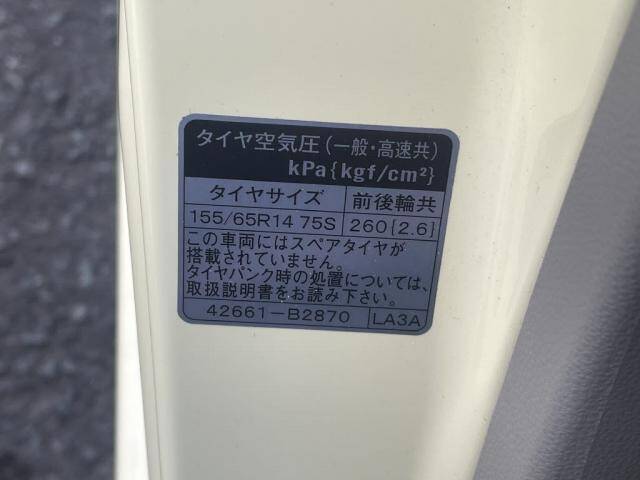 タイヤ空気圧(一般・高速共)
kPa{kgf/cm²}
タイヤサイズ 前後輪共
155/65R14 75S 260{2.6}
この車両にはスペアタイヤが
搭載されていません。
タイヤパンク時の処置については、
取扱説明書をお読み下さい。
42661-B2870 LA3A